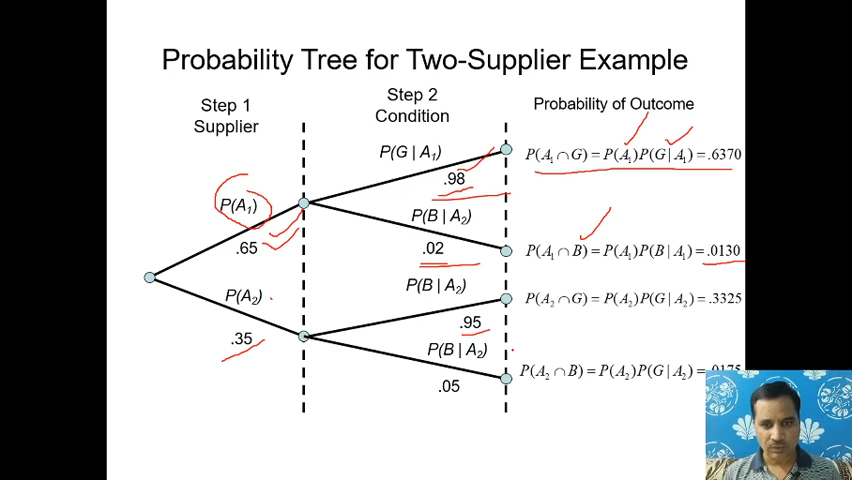 Probability Tree for Two-Supplier Example
Step 1
Supplier
Step 2
Condition
Probability of Outcome
P(G | A₁)
.98
P(A₁ ∩ G) = P(A₁)P(G | A₁) = .6370
P(A₁)
.65
P(B | A₂)
.02
P(A₁ ∩ B) = P(A₁)P(B | A₁) = .0130
P(B | A₂)
.95
P(A₂ ∩ G) = P(A₂)P(G | A₂) = .3325
P(A₂)
.35
P(B | A₂)
.05
P(A₂ ∩ B) = P(A₂)P(G | A₂) =